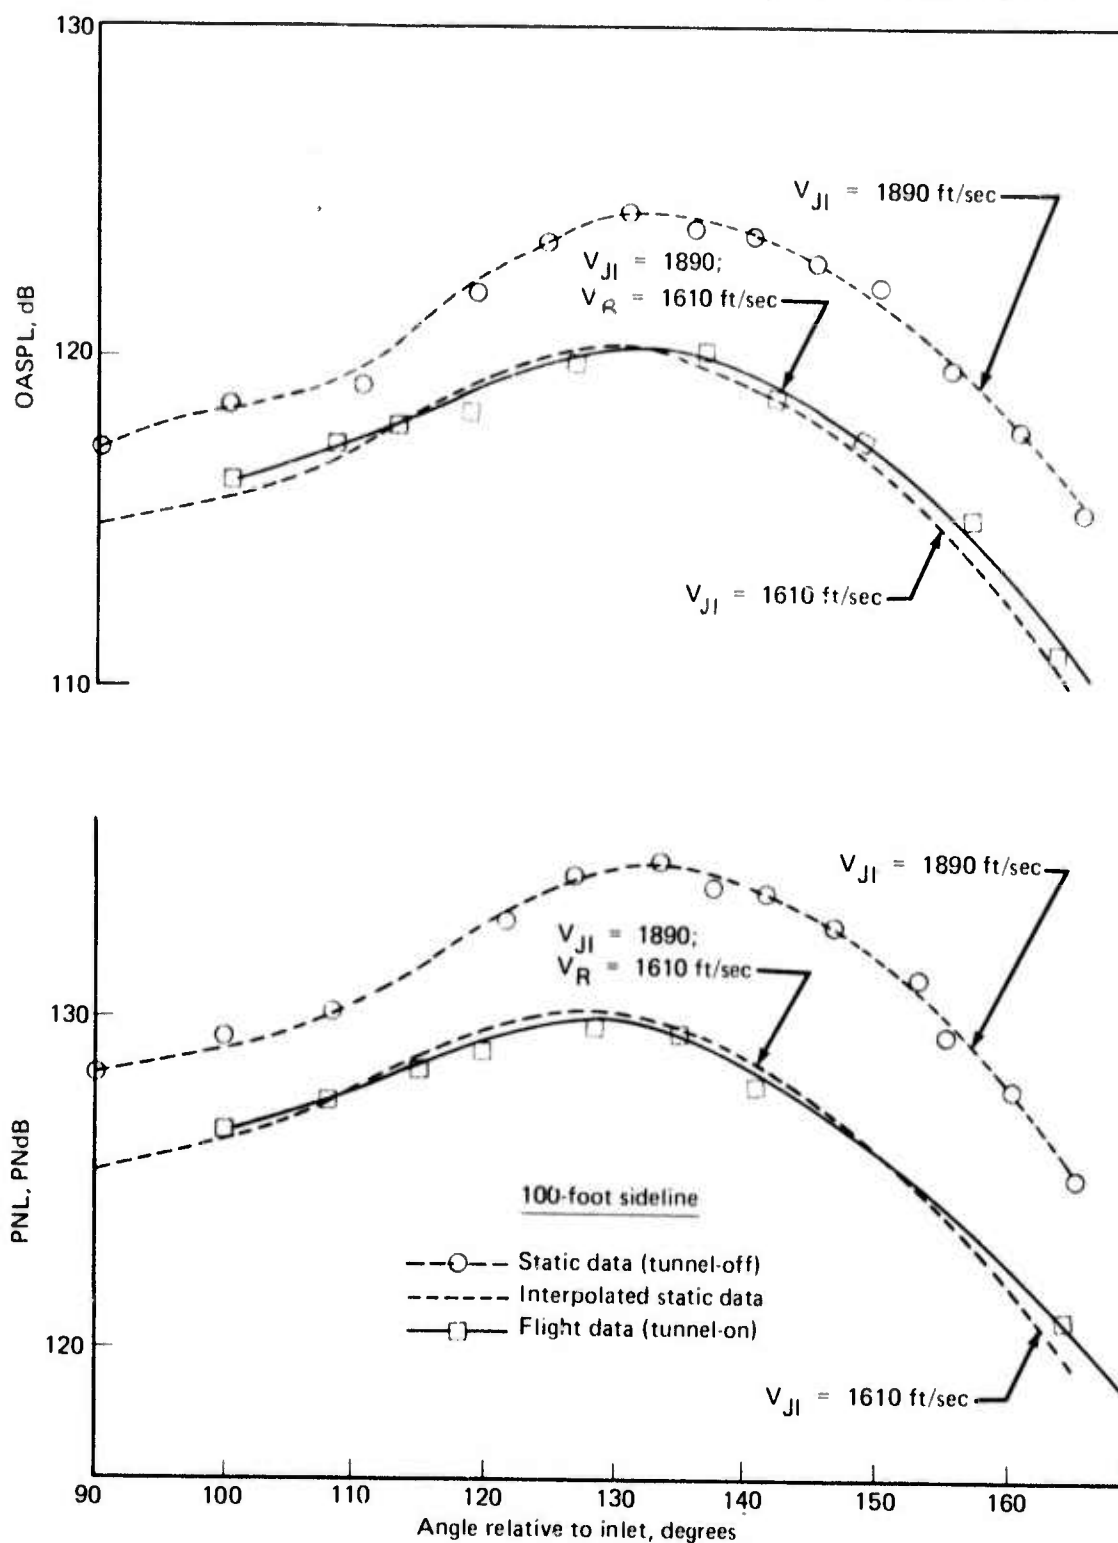 130
V_JI = 1890 ft/sec
V_JI = 1890;
V_R = 1610 ft/sec
OASPL, dB
120
V_JI = 1610 ft/sec
110
V_JI = 1890 ft/sec
V_JI = 1890;
V_R = 1610 ft/sec
130
PNL, PNdB
100-foot sideline
Static data (tunnel-off)
Interpolated static data
Flight data (tunnel-on)
120
V_JI = 1610 ft/sec
90 100 110 120 130 140 150 160
Angle relative to inlet, degrees